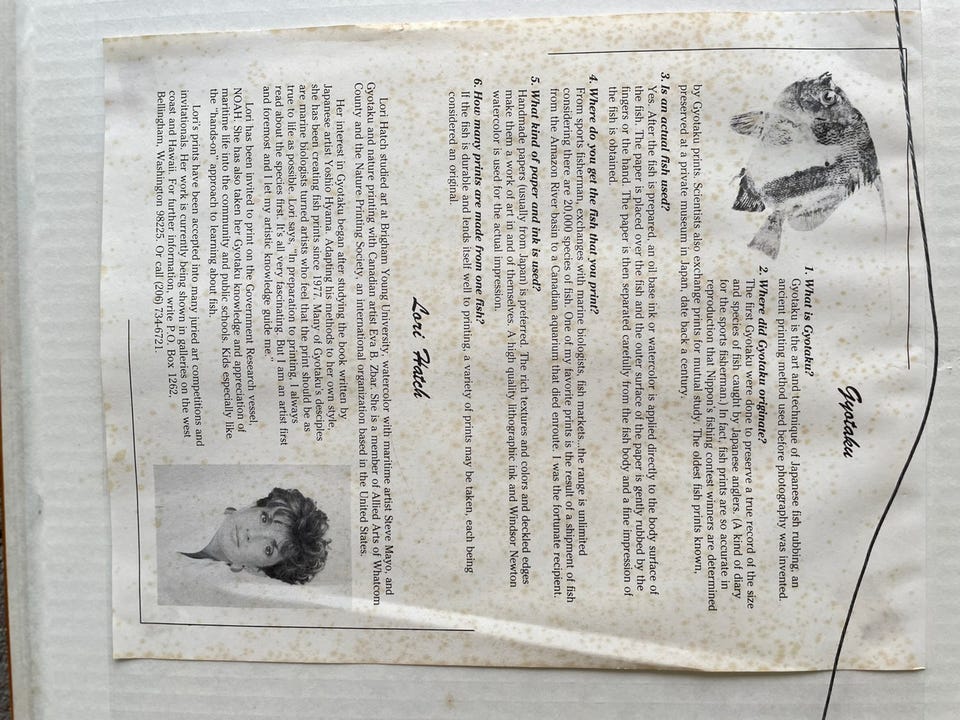 Gyotaku
1. What is Gyotaku?
Gyotaku is the art and technique of Japanese fish rubbing, an
ancient printing method used before photography was invented.
2. Where did Gyotaku originate?
The first Gyotaku were done to preserve a true record of the size
and species of fish caught by Japanese anglers. (A kind of diary
for the sports fisherman.) In fact, fish prints are so accurate in
reproduction that Nippon's fishing contest winners are determined
by Gyotaku prints. Scientists also exchange prints for mutual study. The oldest fish prints known,
preserved at a private museum in Japan, date back a century.
3. Is an actual fish used?
Yes. After the fish is prepared, an oil base ink or watercolor is applied directly to the body surface of
the fish. The paper is placed over the fish and the outer surface of the paper is gently rubbed by the
fingers or the hand. The paper is then separated carefully from the fish body and a fine impression of
the fish is obtained.
4. Where do you get the fish that you print?
From sports fisherman, exchanges with marine biologists, fish markets...the range is unlimited
considering there are 20,000 species of fish. One of my favorite prints is the result of a shipment of fish
from the Amazon River basin to a Canadian aquarium that died enroute. I was the fortunate recipient.
5. What kind of paper and ink is used?
Handmade papers (usually from Japan) is preferred. The rich textures and colors and deckled edges
make them a work of art in and of themselves. A high quality lithographic ink and Windsor Newton
watercolor is used for the actual impression.
6. How many prints are made from one fish?
If the fish is durable and lends itself well to printing, a variety of prints may be taken, each being
considered an original.
Lori Hatch
Lori Hatch studied art at Brigham Young University, watercolor with maritime artist Steve Mayo, and
Gyotaku and nature printing with Canadian artist Eva B. Zbar. She is a member of Allied Arts of Whatcom
County and the Nature Printing Society, an international organization based in the United States.
Her interest in Gyotaku began after studying the book written by
Japanese artist Yoshio Hyama. Adapting his methods to her own style,
she has been creating fish prints since 1977. Many of Gyotaku's desciples
are marine biologists turned artists who feel that the print should be as
true to life as possible. Lori says, "In preparation to printing, I always
read about the species first. It's all very fascinating. But I am an artist first
and foremost and I let my artistic knowledge guide me."
Lori has been invited to print on the Government Research vessel,
NOAH. She has also taken her Gyotaku knowledge and appreciation of
maritime life into the community and public schools. Kids especially like
the "hands-on" approach to learning about fish.
Lori's prints have been accepted into many juried art competitions and
invitationals. Her work is currently being shown in galleries on the west
coast and Hawaii. For further information, write P.O. Box 1262,
Bellingham, Washington 98225. Or call (206) 734-6721.